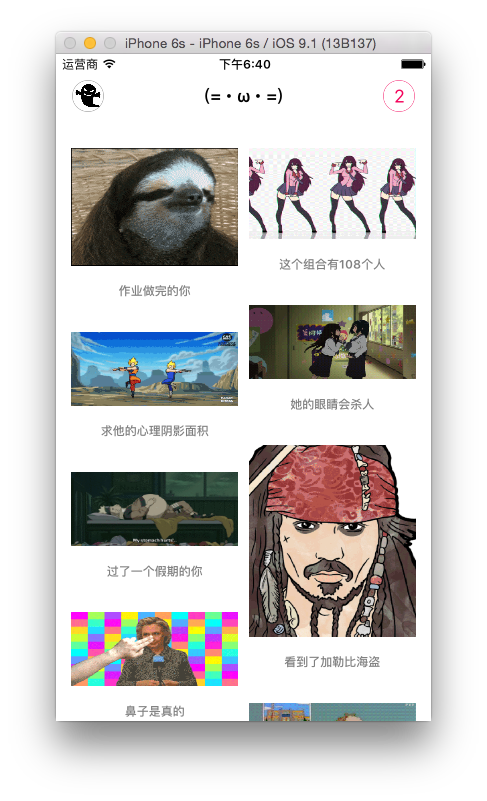 iPhone 6s - iPhone 6s / iOS 9.1 (13B137)
运营商
下午6:40
(=・ω・=)
2
作业做完的你
这个组合有108个人
求他的心理阴影面积
她的眼睛会杀人
过了一个假期的你
看到了加勒比海盗
鼻子是真的